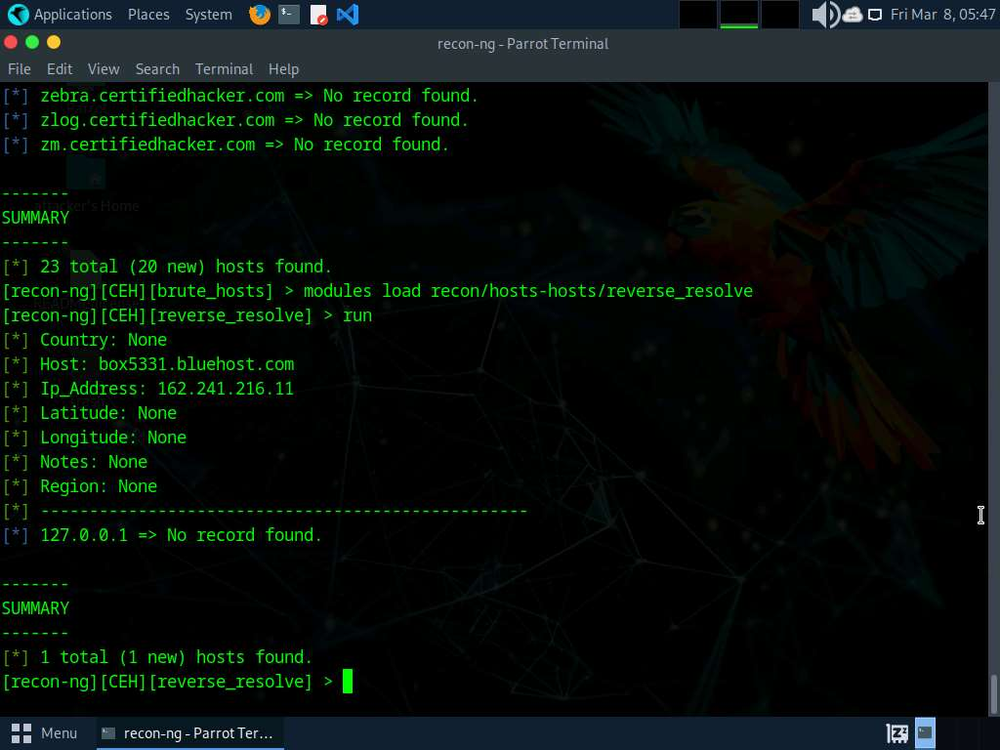 Applications Places System Fri Mar 8, 05:47
recon-ng - Parrot Terminal
File Edit View Search Terminal Help
[*] zebra.certifiedhacker.com => No record found.
[*] zlog.certifiedhacker.com => No record found.
[*] zm.certifiedhacker.com => No record found.
-------
attacker's Home
SUMMARY
-------
[*] 23 total (20 new) hosts found.
[recon-ng][CEH][brute_hosts] > modules load recon/hosts-hosts/reverse_resolve
[recon-ng][CEH][reverse_resolve] > run
[*] Country: None
[*] Host: box5331.bluehost.com
[*] Ip_Address: 162.241.216.11
[*] Latitude: None
[*] Longitude: None
[*] Notes: None
[*] Region: None
[*] --------------------------------------------------
[*] 127.0.0.1 => No record found.
-------
SUMMARY
-------
[*] 1 total (1 new) hosts found.
[recon-ng][CEH][reverse_resolve] >
Menu recon-ng - Parrot Ter...